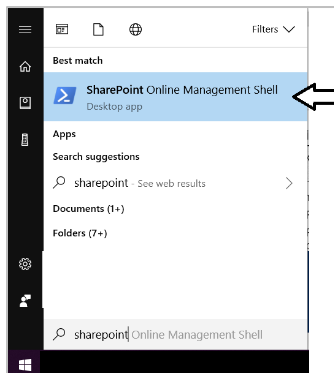 Filters
Best match
SharePoint Online Management Shell
Desktop app
Apps
Search suggestions
sharepoint - See web results
Documents (1+)
Folders (7+)
sharepoint Online Management Shell